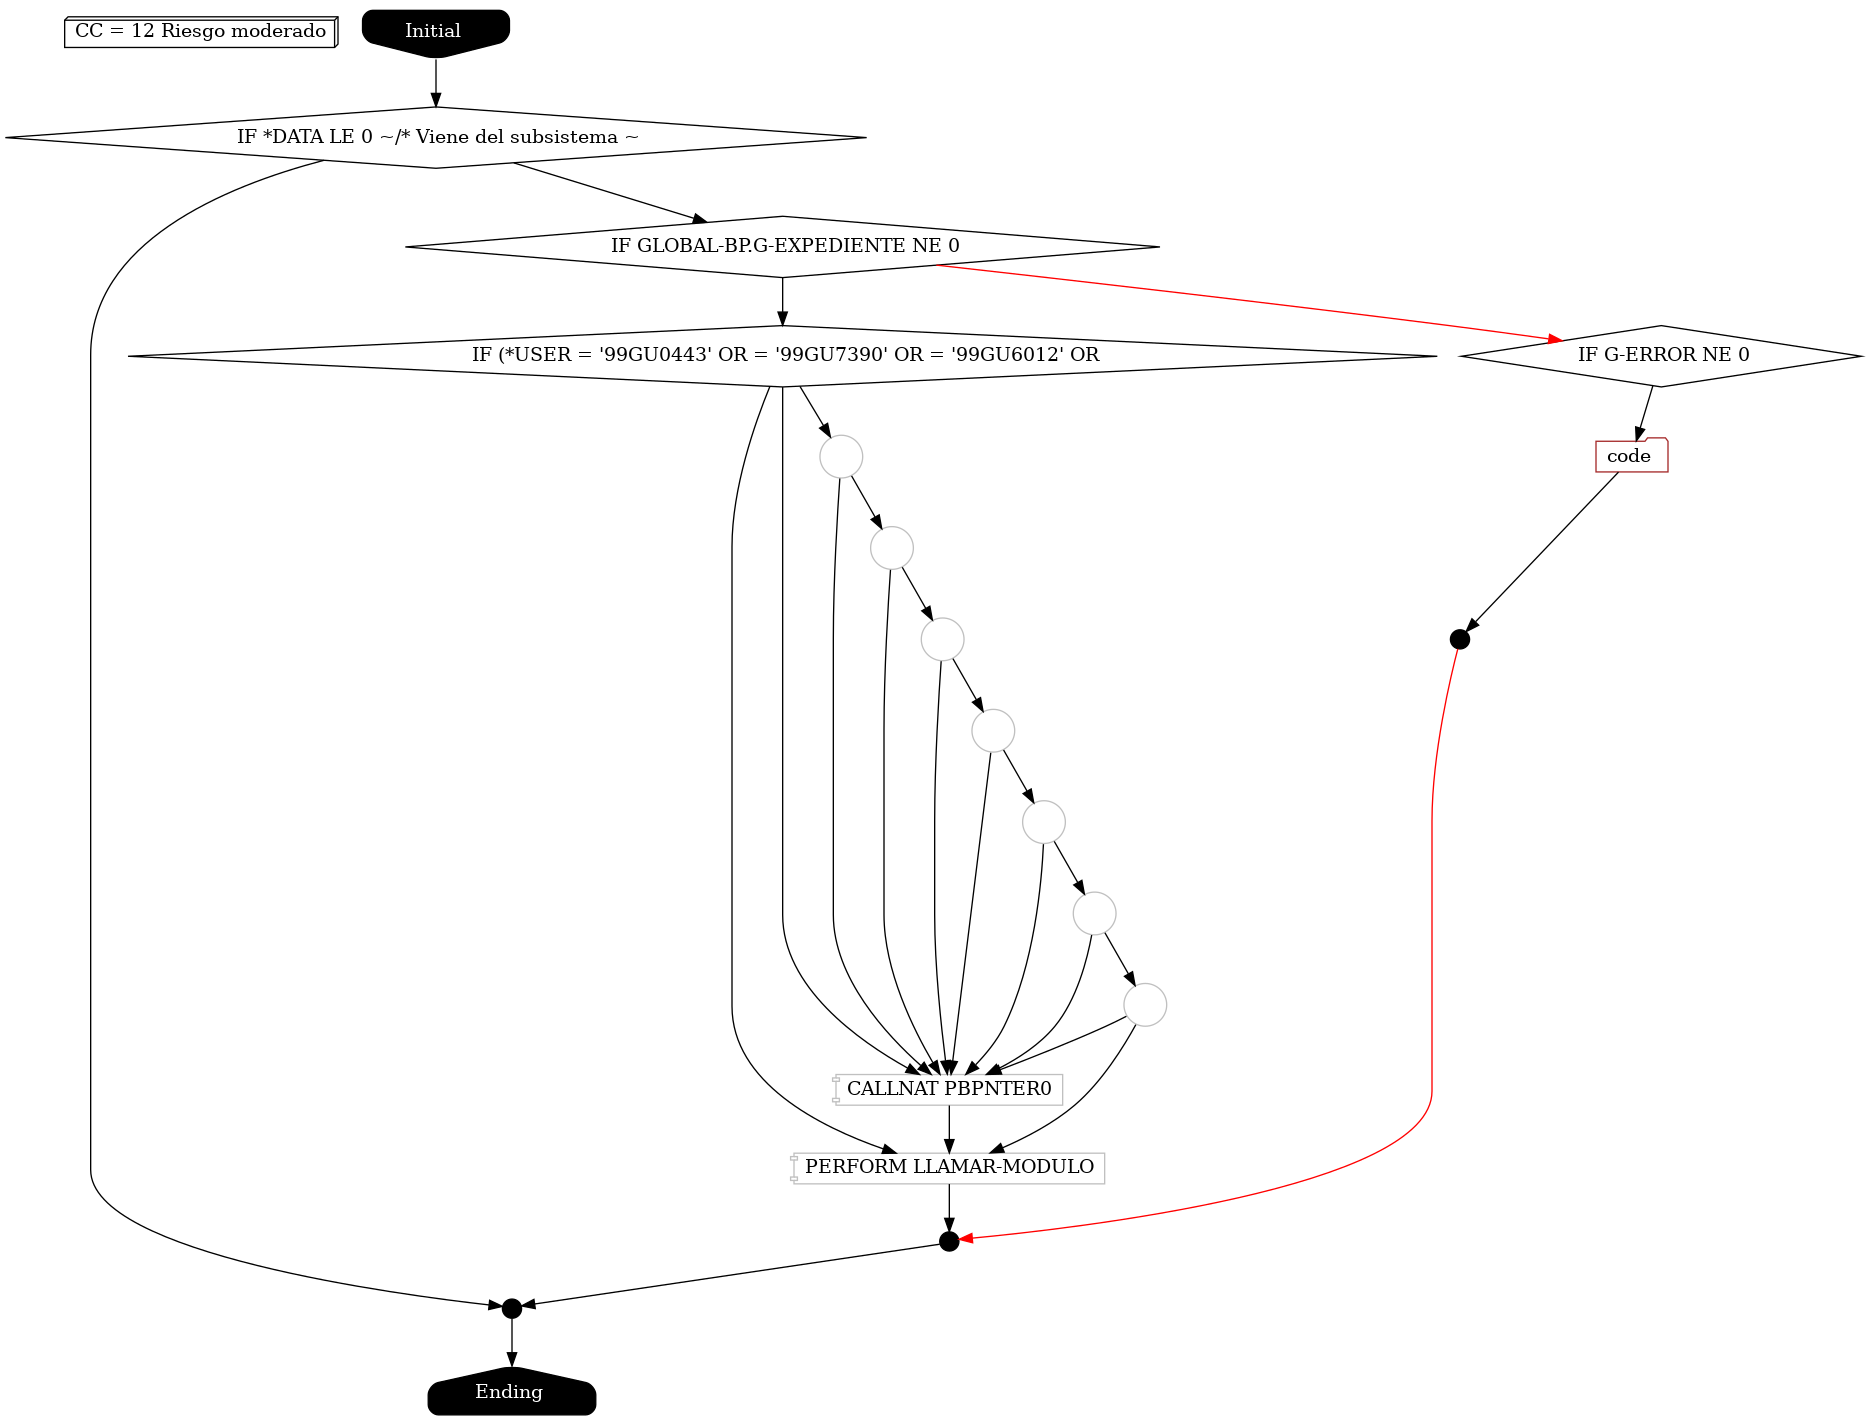 CC = 12 Riesgo moderado
Initial
IF *DATA LE 0 ~/* Viene del subsistema ~
IF GLOBAL-BP.G-EXPEDIENTE NE 0
IF (*USER = '99GU0443' OR = '99GU7390' OR = '99GU6012' OR
IF G-ERROR NE 0
code
CALLNAT PBPNTER0
PERFORM LLAMAR-MODULO
Ending